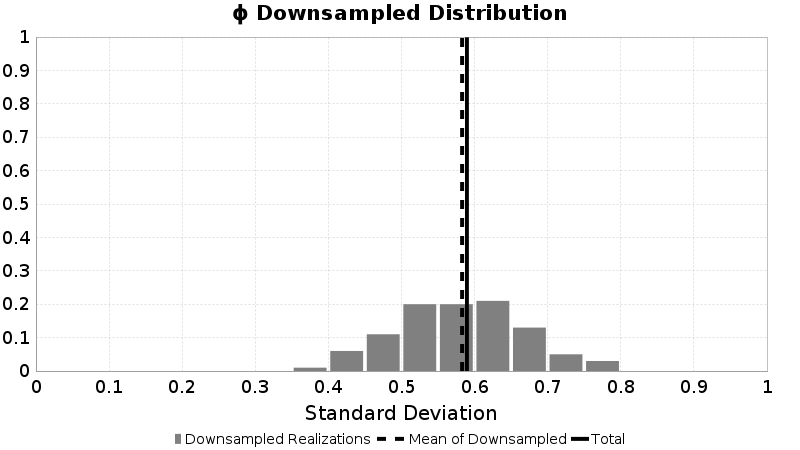 ϕ Downsampled Distribution
1
0.9
0.8
0.7
0.6
0.5
0.4
0.3
0.2
0.1
0
0 0.1 0.2 0.3 0.4 0.5 0.6 0.7 0.8 0.9 1
Standard Deviation
Downsampled Realizations Mean of Downsampled Total